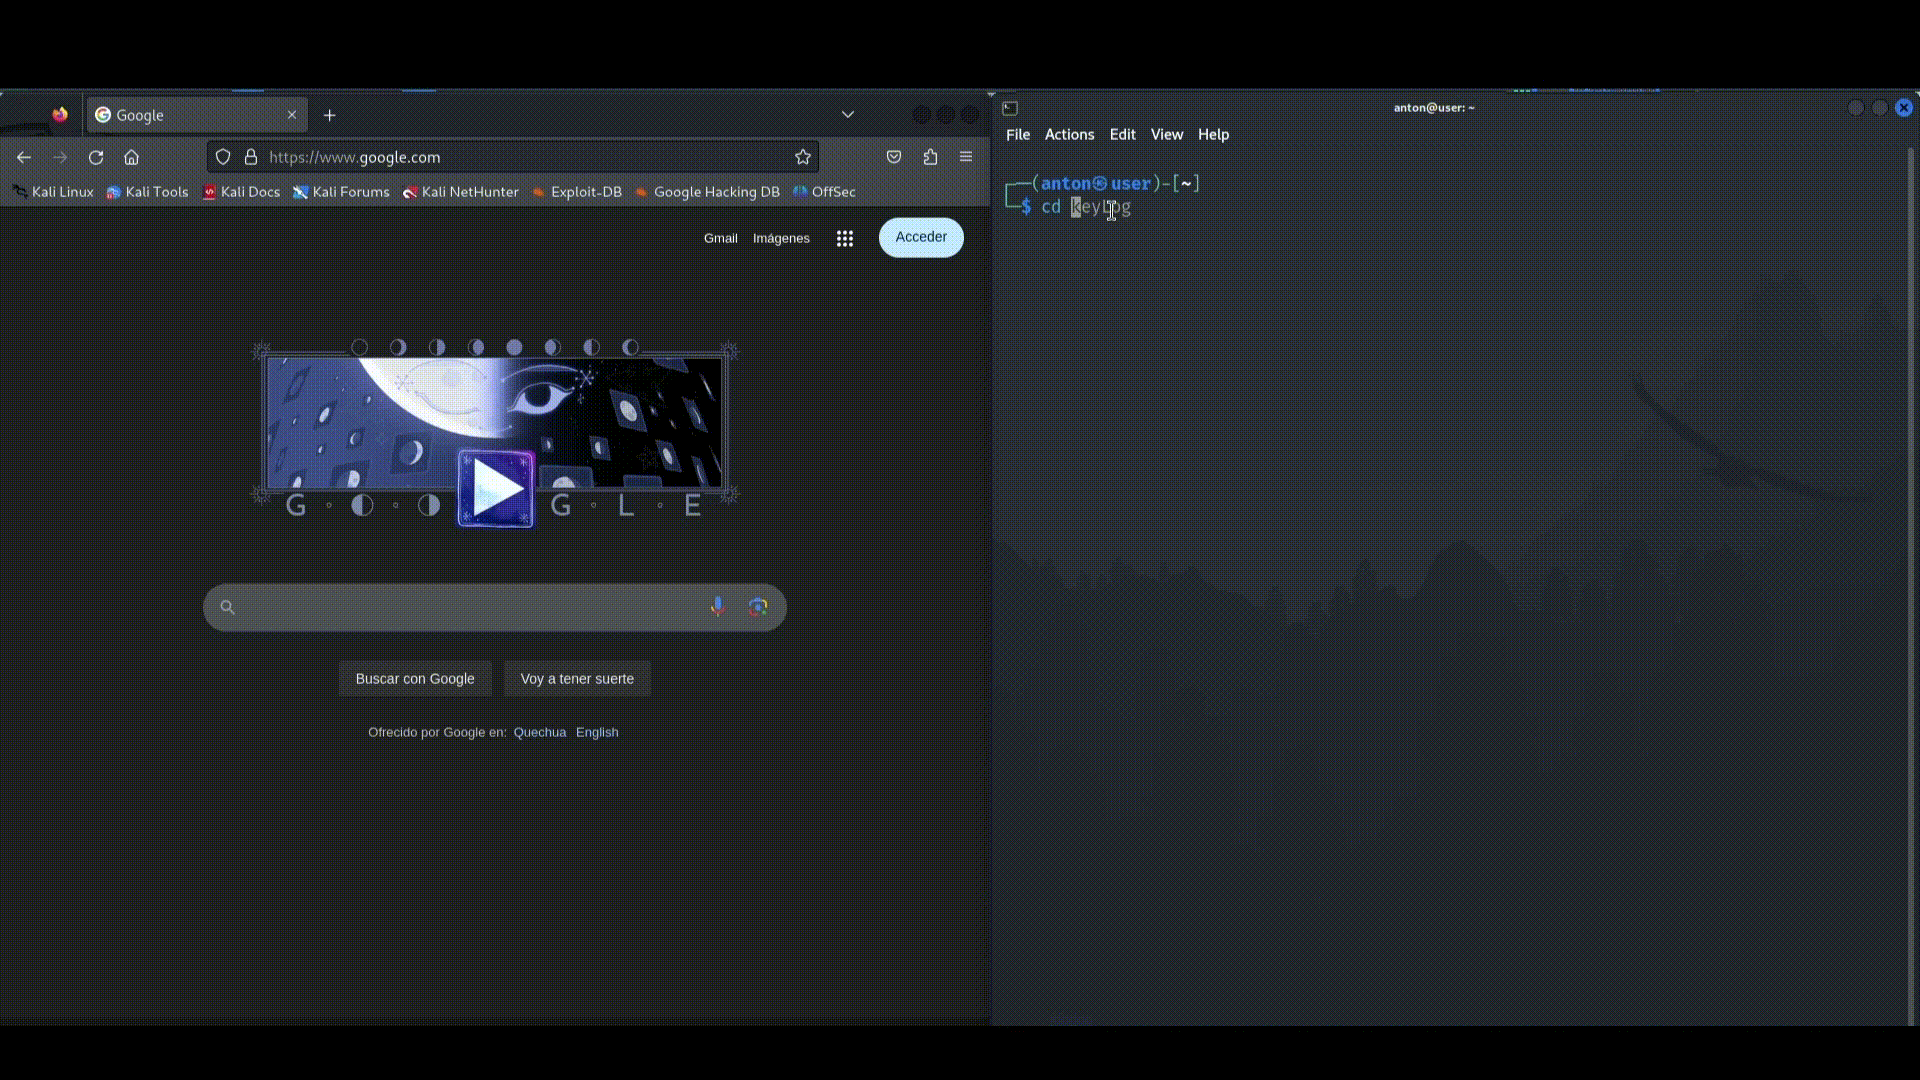 Google
https://www.google.com
Kali Linux Kali Tools Kali Docs Kali Forums Kali NetHunter Exploit-DB Google Hacking DB OffSec
Gmail Imágenes Acceder
G L E
Buscar con Google Voy a tener suerte
Ofrecido por Google en: Quechua English
anton@user: ~
File Actions Edit View Help
┌──(anton㉿user)-[~]
└─$ cd KeyLog